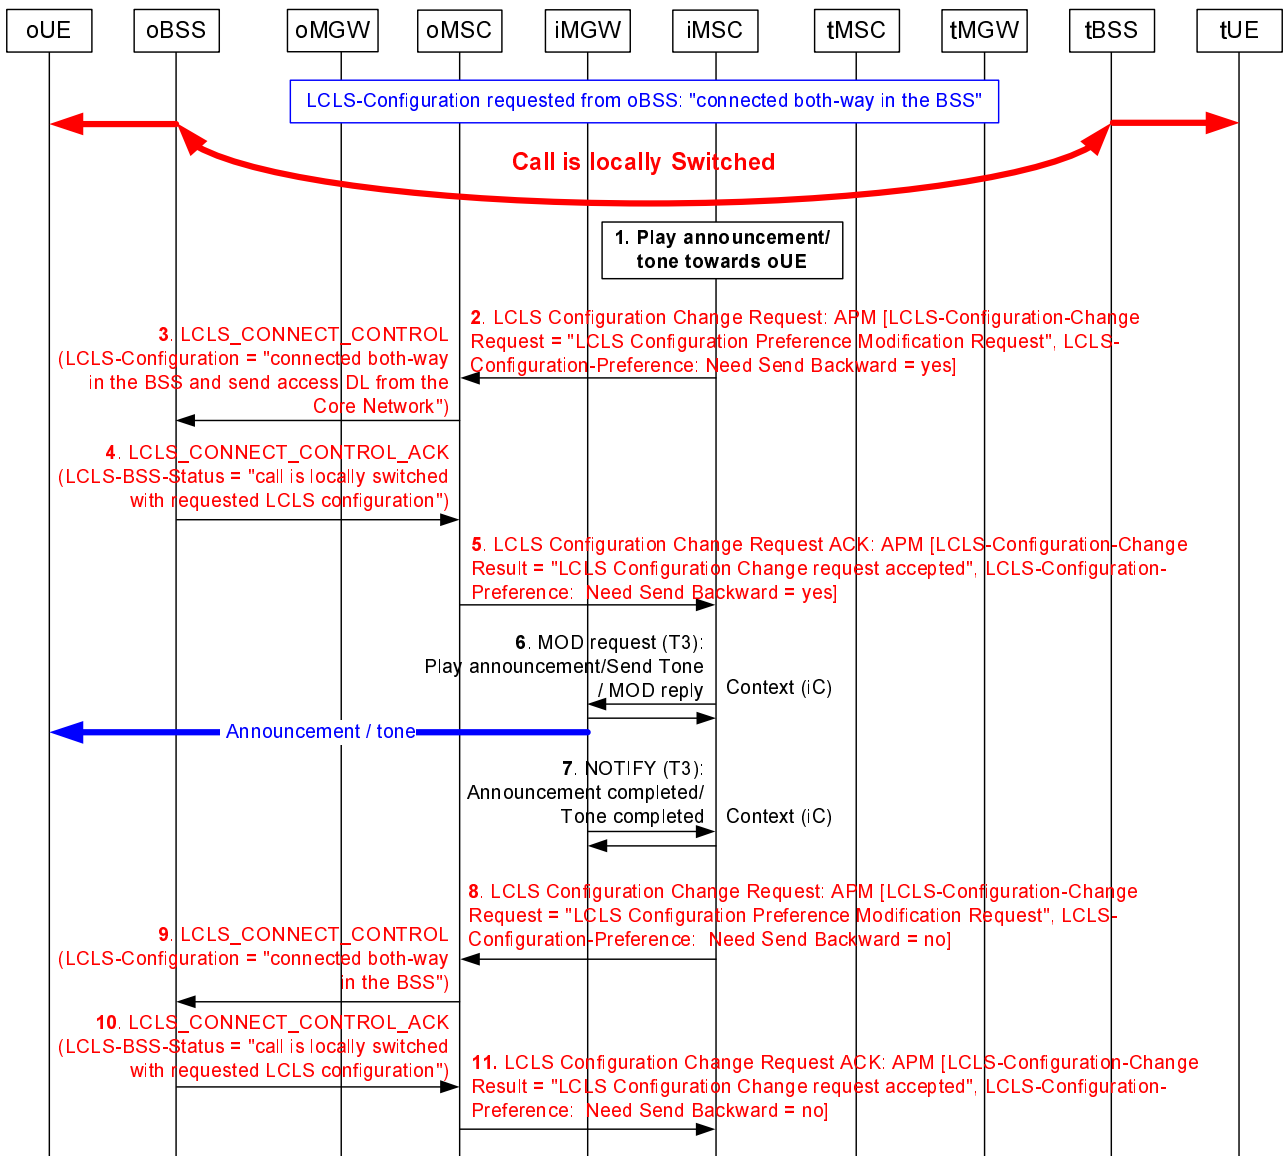 oUE oBSS oMGW oMSC iMGW iMSC tMSC tMGW tBSS tUE
LCLS-Configuration requested from oBSS: "connected both-way in the BSS"
Call is locally Switched
1. Play announcement/
tone towards oUE
2. LCLS Configuration Change Request: APM [LCLS-Configuration-Change
Request = "LCLS Configuration Preference Modification Request", LCLS-
Configuration-Preference: Need Send Backward = yes]
3. LCLS_CONNECT_CONTROL
(LCLS-Configuration = "connected both-way
in the BSS and send access DL from the
Core Network")
4. LCLS_CONNECT_CONTROL_ACK
(LCLS-BSS-Status = "call is locally switched
with requested LCLS configuration")
5. LCLS Configuration Change Request ACK: APM [LCLS-Configuration-Change
Result = "LCLS Configuration Change request accepted", LCLS-Configuration-
Preference: Need Send Backward = yes]
6. MOD request (T3):
Play announcement/Send Tone
/ MOD reply
Context (iC)
Announcement / tone
7. NOTIFY (T3):
Announcement completed/
Tone completed
Context (iC)
8. LCLS Configuration Change Request: APM [LCLS-Configuration-Change
Request = "LCLS Configuration Preference Modification Request", LCLS-
Configuration-Preference: Need Send Backward = no]
9. LCLS_CONNECT_CONTROL
(LCLS-Configuration = "connected both-way
in the BSS")
10. LCLS_CONNECT_CONTROL_ACK
(LCLS-BSS-Status = "call is locally switched
with requested LCLS configuration")
11. LCLS Configuration Change Request ACK: APM [LCLS-Configuration-Change
Result = "LCLS Configuration Change request accepted", LCLS-Configuration-
Preference: Need Send Backward = no]